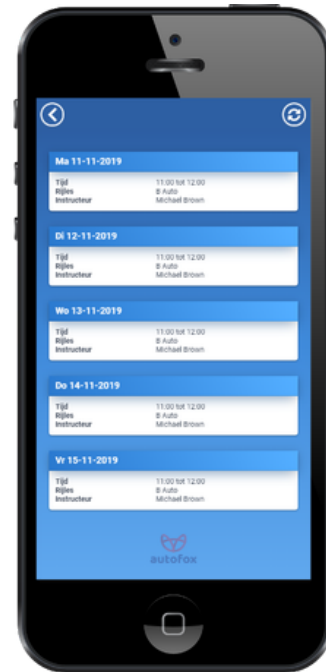 Ma 11-11-2019
Tijd 11:00 tot 12:00
Rijles B Auto
Instructeur Michael Brown
Di 12-11-2019
Tijd 11:00 tot 12:00
Rijles B Auto
Instructeur Michael Brown
Wo 13-11-2019
Tijd 11:00 tot 12:00
Rijles B Auto
Instructeur Michael Brown
Do 14-11-2019
Tijd 11:00 tot 12:00
Rijles B Auto
Instructeur Michael Brown
Vr 15-11-2019
Tijd 11:00 tot 12:00
Rijles B Auto
Instructeur Michael Brown
autofox